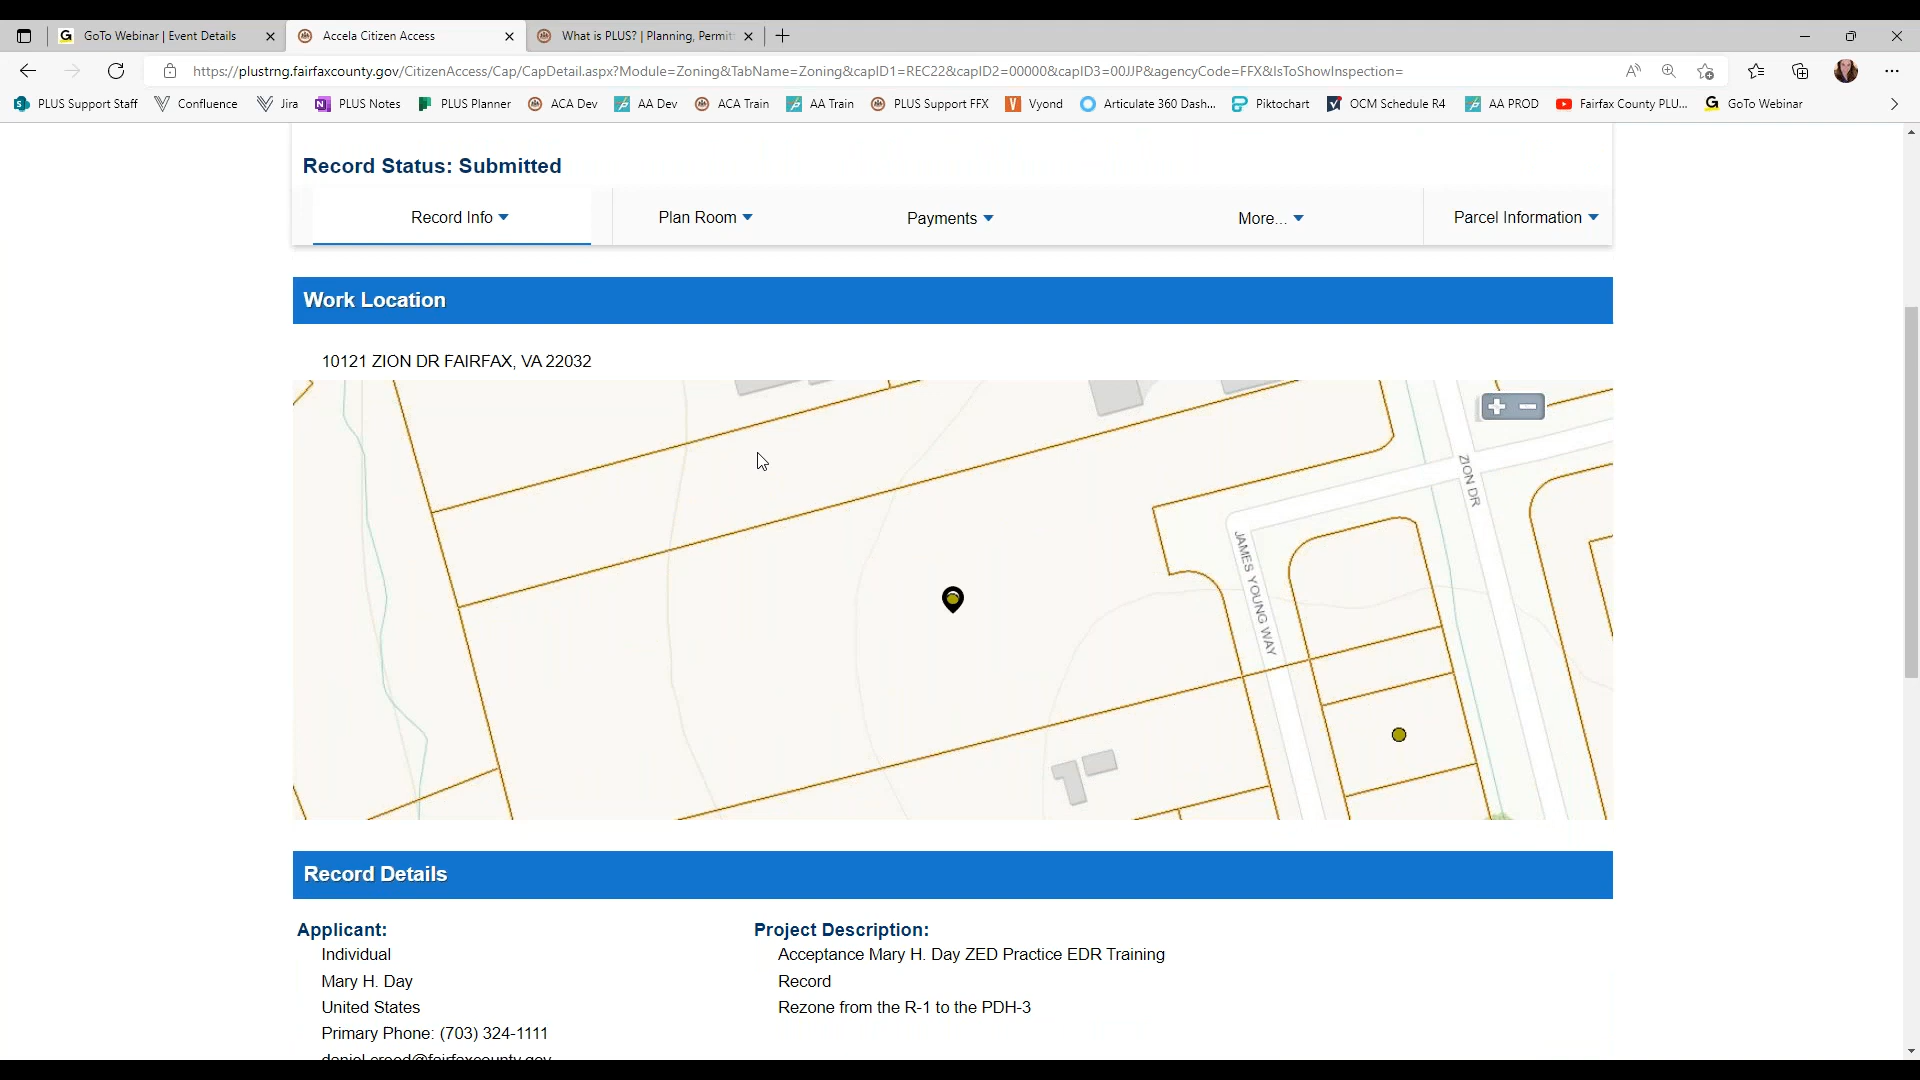 GoTo Webinar | Event Details
Accela Citizen Access
What is PLUS? | Planning, Permit
https://plustrng.fairfaxcounty.gov/CitizenAccess/Cap/CapDetail.aspx?Module=Zoning&TabName=Zoning&capID1=REC22&capID2=00000&capID3=00JJP&agencyCode=FFX&IsToShowInspection=
PLUS Support Staff
Confluence
Jira
PLUS Notes
PLUS Planner
ACA Dev
AA Dev
ACA Train
AA Train
PLUS Support FFX
Vyond
Articulate 360 Dash...
Piktochart
OCM Schedule R4
AA PROD
Fairfax County PLU...
GoTo Webinar
Record Status: Submitted
Record Info
Plan Room
Payments
More...
Parcel Information
Work Location
10121 ZION DR FAIRFAX, VA 22032
ZION DR
JAMES YOUNG WAY
Record Details
Applicant:
Individual
Mary H. Day
United States
Primary Phone: (703) 324-1111
Project Description:
Acceptance Mary H. Day ZED Practice EDR Training
Record
Rezone from the R-1 to the PDH-3